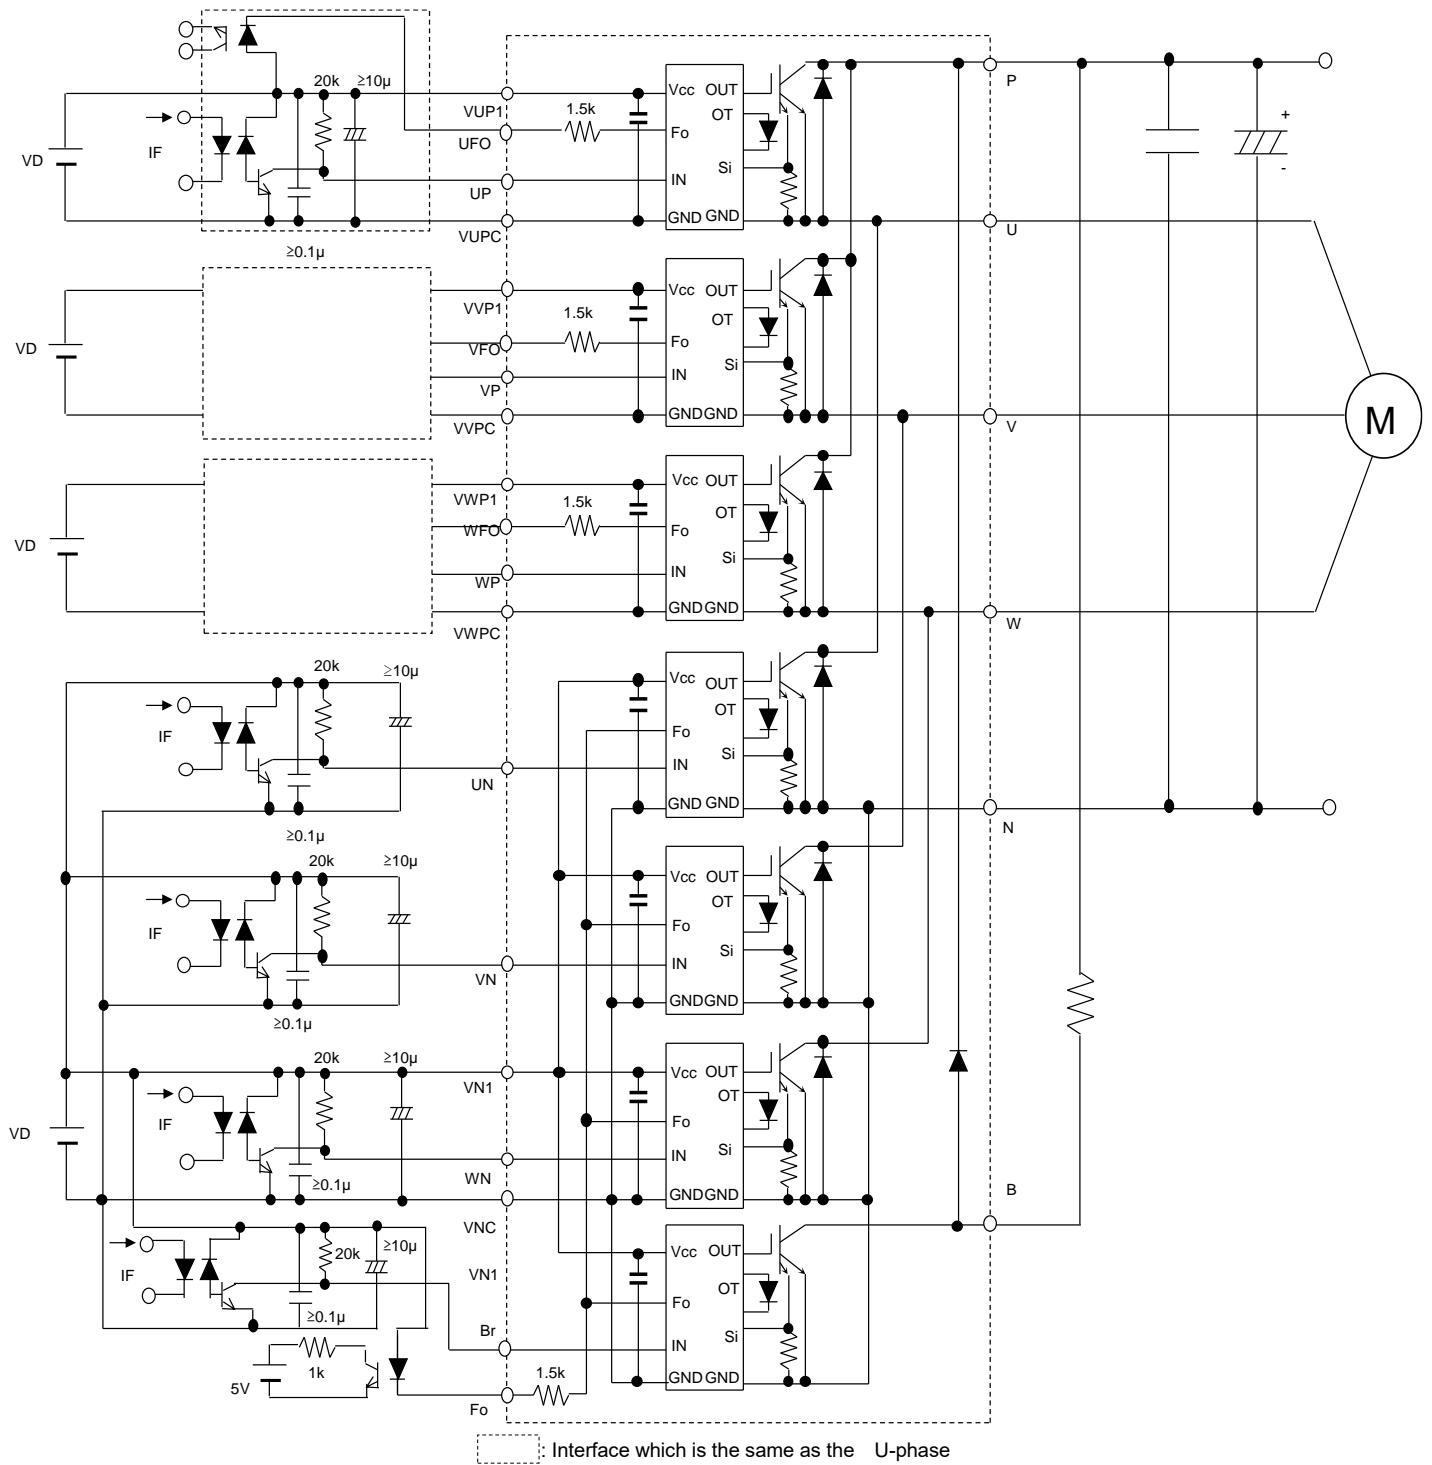 20k
≥10µ
VD
IF
≥0.1µ
VUP1
UFO
UP
VUPC
1.5k
Vcc
OUT
OT
Fo
Si
IN
GND
GND
P
U
+
-
VD
VVP1
VFO
VP
VVPC
1.5k
Vcc
OUT
OT
Fo
Si
IN
GND
GND
V
M
VD
VWP1
WFO
WP
VWPC
1.5k
Vcc
OUT
OT
Fo
Si
IN
GND
GND
W
20k
≥10µ
IF
≥0.1µ
UN
Vcc
OUT
OT
Fo
Si
IN
GND
GND
N
20k
≥10µ
IF
≥0.1µ
VN
Vcc
OUT
OT
Fo
Si
IN
GND
GND
20k
≥10µ
VN1
VD
IF
≥0.1µ
WN
VNC
Vcc
OUT
OT
Fo
Si
IN
GND
GND
B
20k
≥10µ
IF
≥0.1µ
VN1
Br
1k
5V
1.5k
Fo
Vcc
OUT
OT
Fo
Si
IN
GND
GND
: Interface which is the same as the U-phase